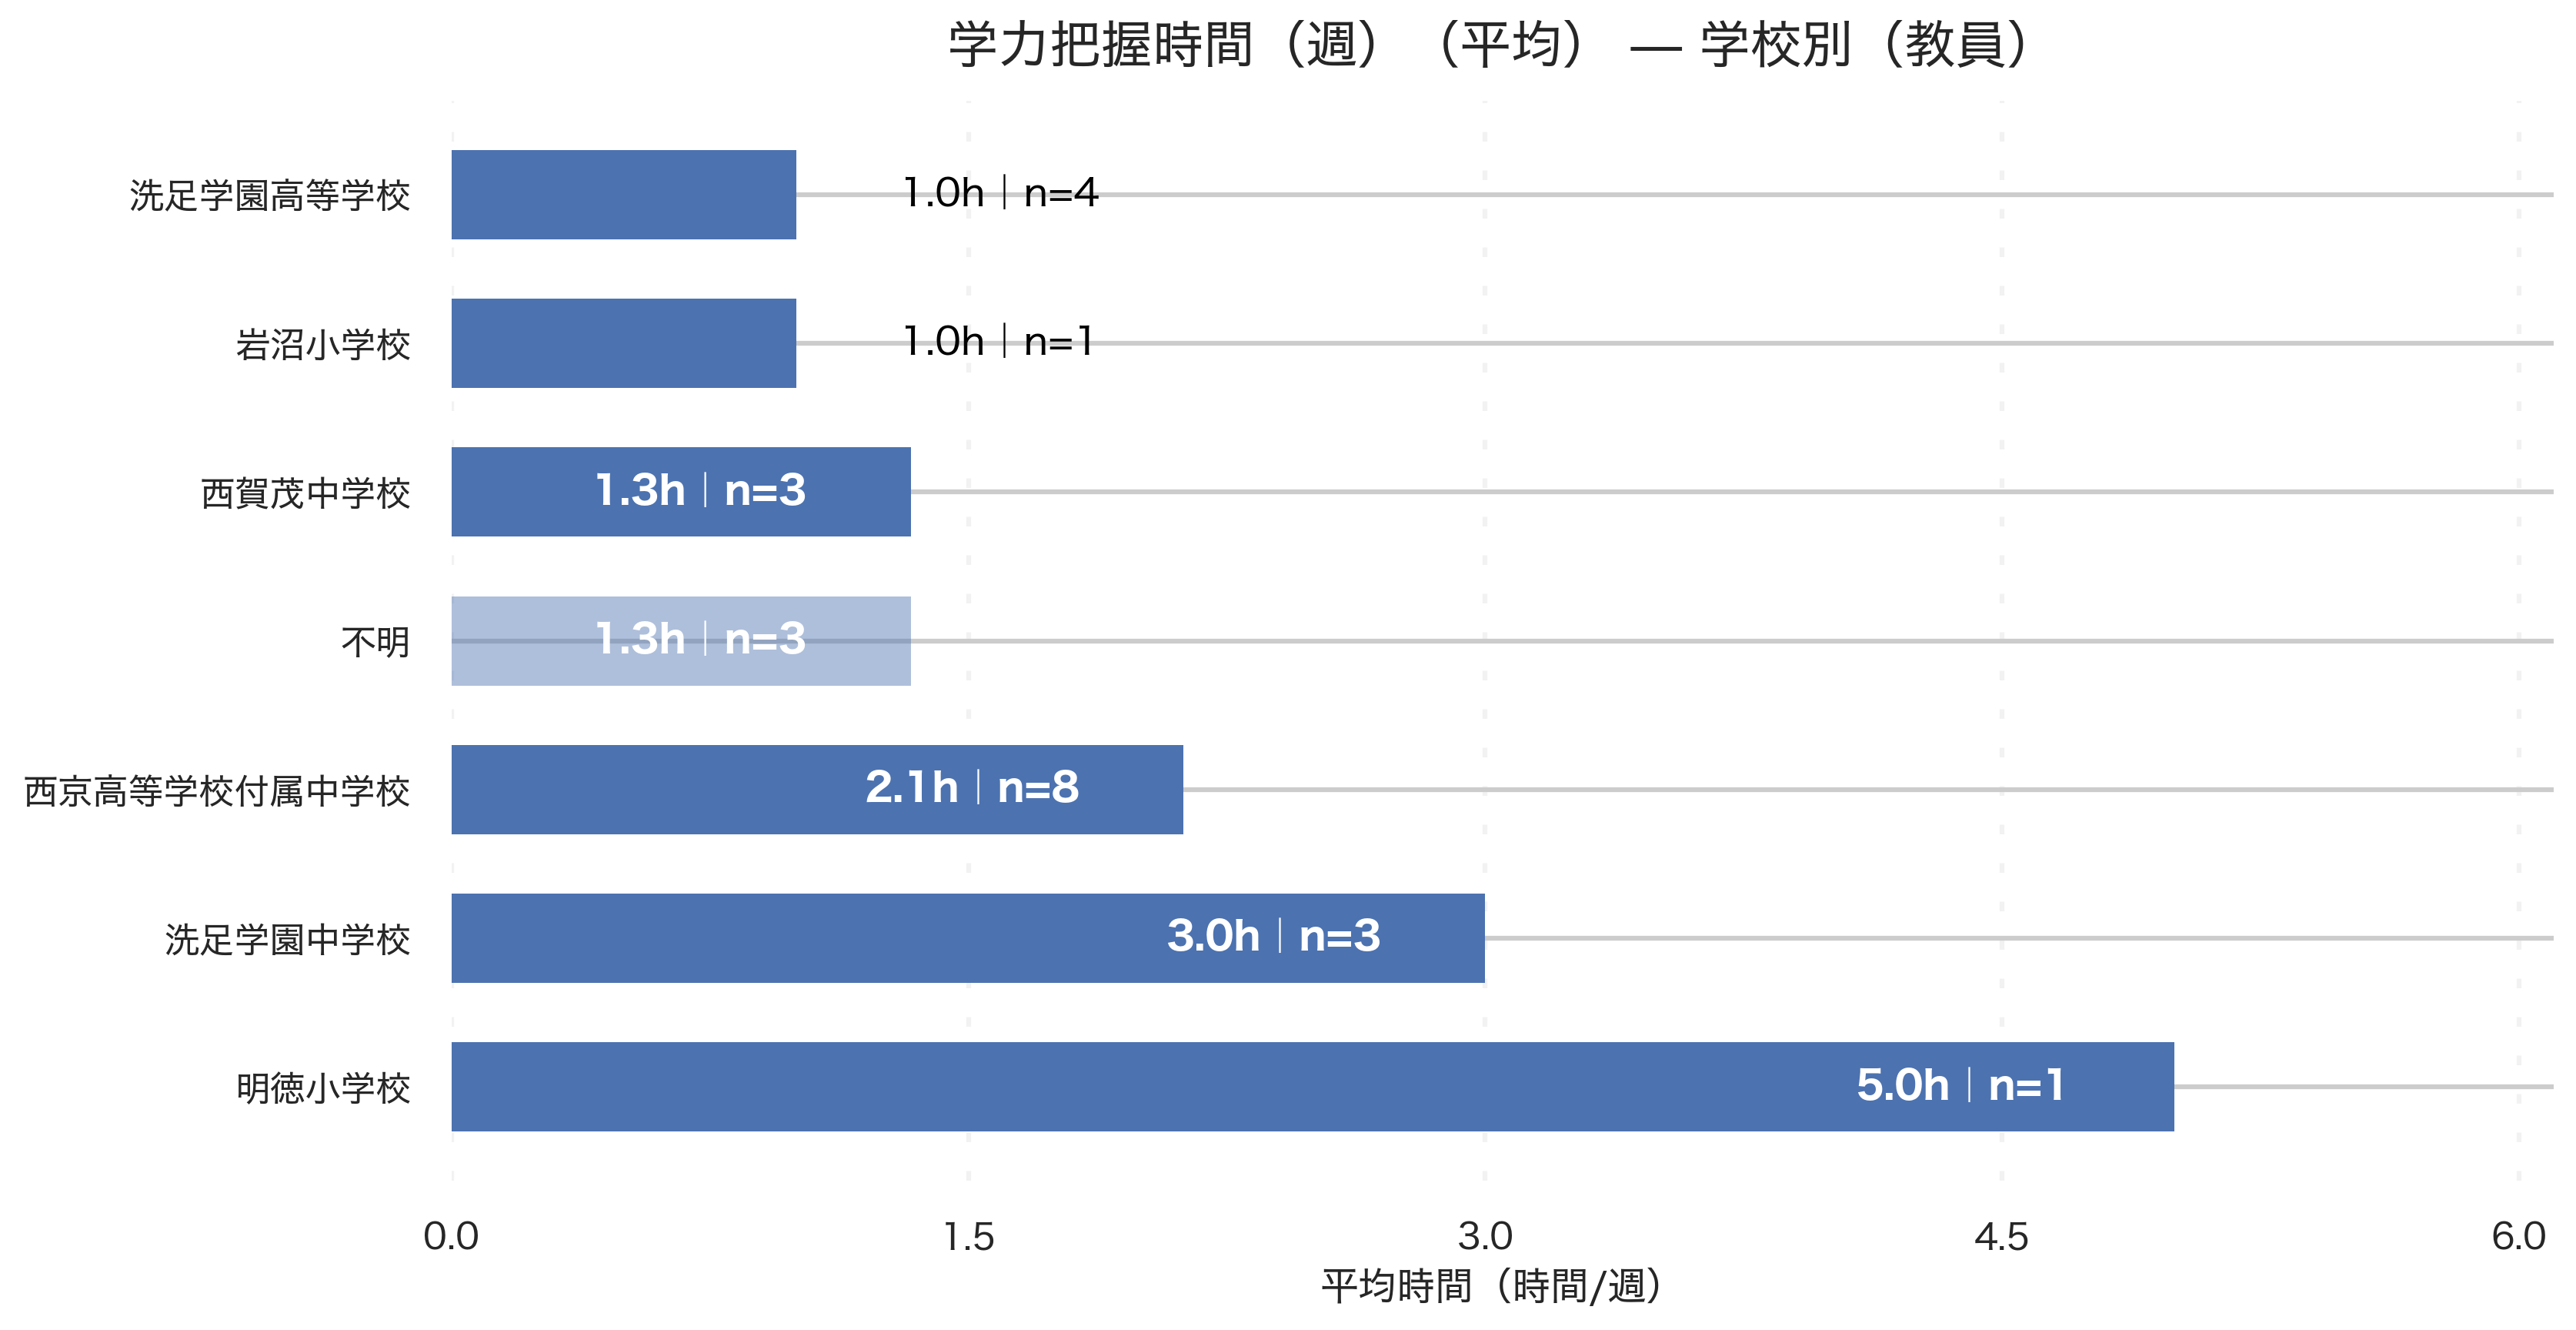 学力把握時間（週）（平均） — 学校別（教員）
洗足学園高等学校
1.0h｜n=4
岩沼小学校
1.0h｜n=1
西賀茂中学校
1.3h｜n=3
不明
1.3h｜n=3
西京高等学校付属中学校
2.1h｜n=8
洗足学園中学校
3.0h｜n=3
明徳小学校
5.0h｜n=1
0.0 1.5 3.0 4.5 6.0
平均時間（時間/週）